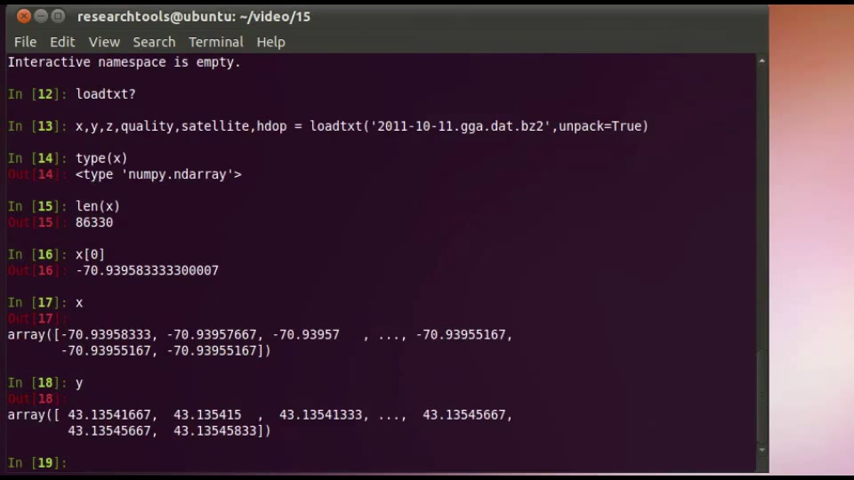 researchtools@ubuntu: ~/video/15
File Edit View Search Terminal Help
Interactive namespace is empty.
In [12]: loadtxt?
In [13]: x,y,z,quality,satellite,hdop = loadtxt('2011-10-11.gga.dat.bz2',unpack=True)
In [14]: type(x)
Out[14]: <type 'numpy.ndarray'>
In [15]: len(x)
Out[15]: 86330
In [16]: x[0]
Out[16]: -70.939583333300007
In [17]: x
Out[17]:
array([-70.93958333, -70.93957667, -70.93957   , ..., -70.93955167,
       -70.93955167, -70.93955167])
In [18]: y
Out[18]:
array([ 43.13541667,  43.135415  ,  43.13541333, ...,  43.13545667,
        43.13545667,  43.13545833])
In [19]: